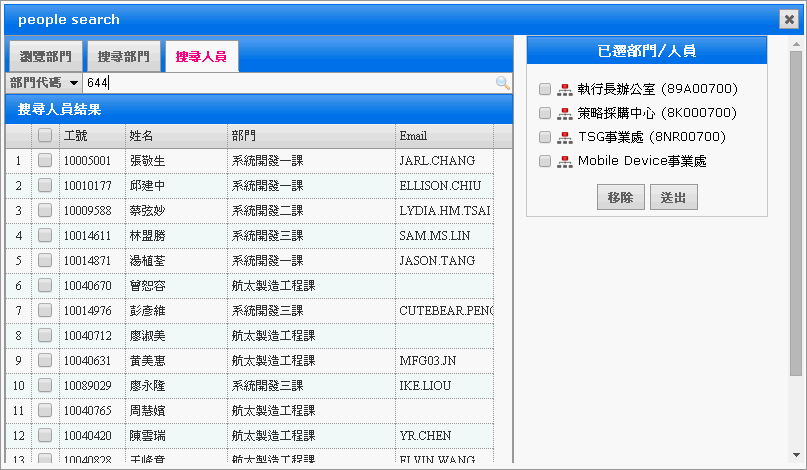 people search
瀏覽部門 搜尋部門 搜尋人員
部門代碼 644
搜尋人員結果
工號 姓名 部門 Email
1 10005001 張敬生 系統開發一課 JARL.CHANG
2 10010177 邱建中 系統開發一課 ELLISON.CHIU
3 10009588 蔡弦妙 系統開發二課 LYDIA.HM.TSAI
4 10014611 林盟勝 系統開發三課 SAM.MS.LIN
5 10014871 湯植荃 系統開發一課 JASON.TANG
6 10040670 曾恕容 航太製造工程課
7 10014976 彭彥維 系統開發三課 CUTEBEAR.PENG
8 10040712 廖淑美 航太製造工程課
9 10040631 黃美惠 航太製造工程課 MFG03.JN
10 10089029 廖永隆 系統開發三課 IKE.LIOU
11 10040765 周慧嬪 航太製造工程課
12 10040420 陳雲瑞 航太製造工程課 YR.CHEN
13 10040828 王峰章 航太製造工程課 ELVIN.WANG
已選部門/人員
執行長辦公室 (89A00700)
策略採購中心 (8K000700)
TSG事業處 (8NR00700)
Mobile Device事業處
移除 送出